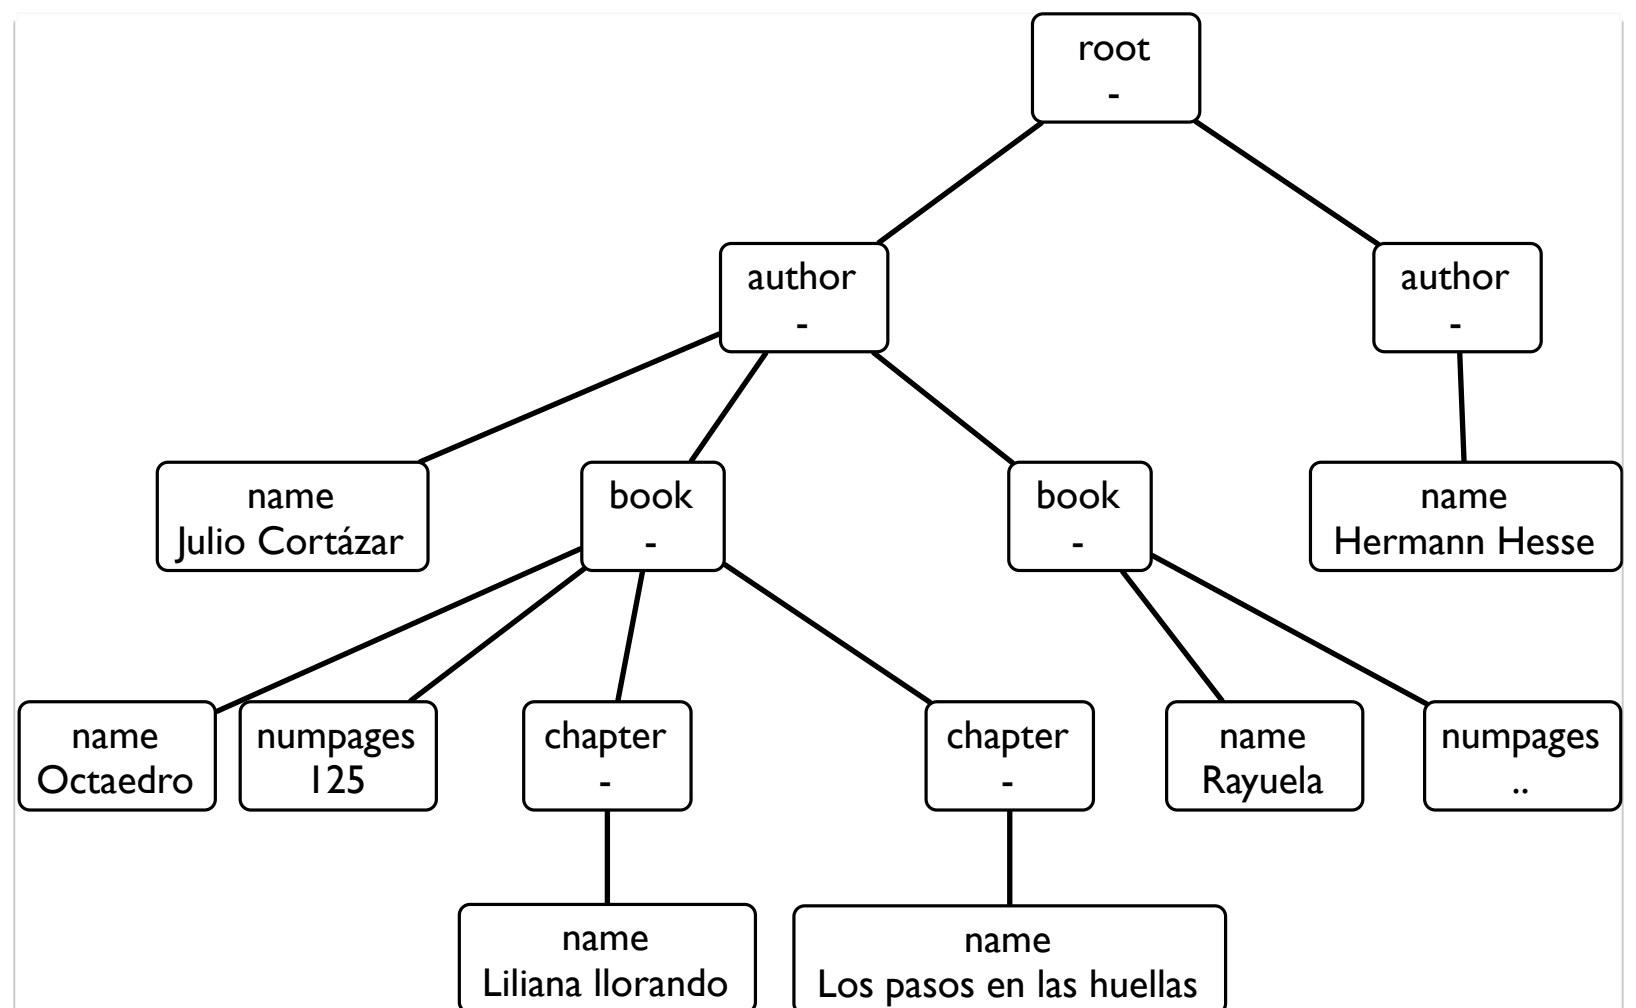 root
-
author
-
author
-
name
Julio Cortázar
book
-
book
-
name
Hermann Hesse
name
Octaedro
numpages
125
chapter
-
chapter
-
name
Rayuela
numpages
..
name
Liliana llorando
name
Los pasos en las huellas